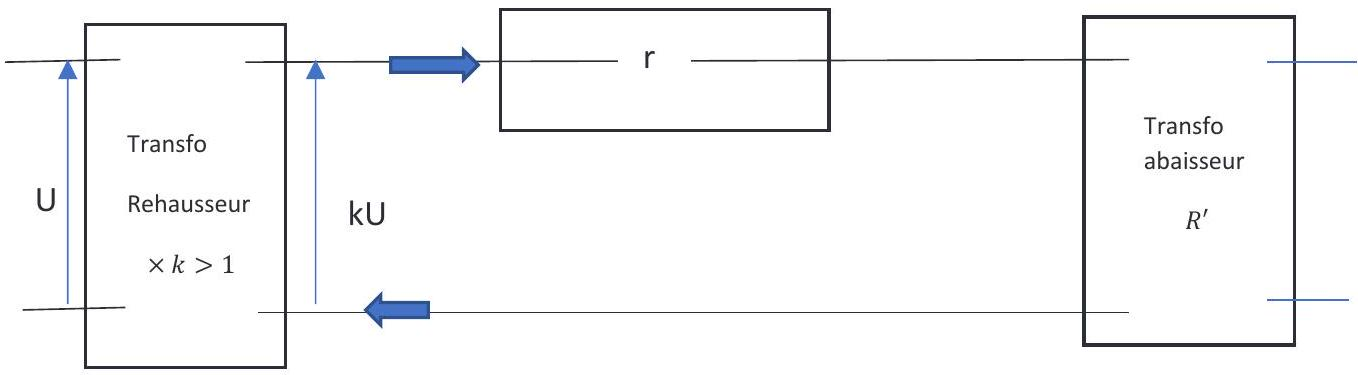 U
Transfo
Rehausseur
× k > 1
kU
r
Transfo
abaisseur
R′